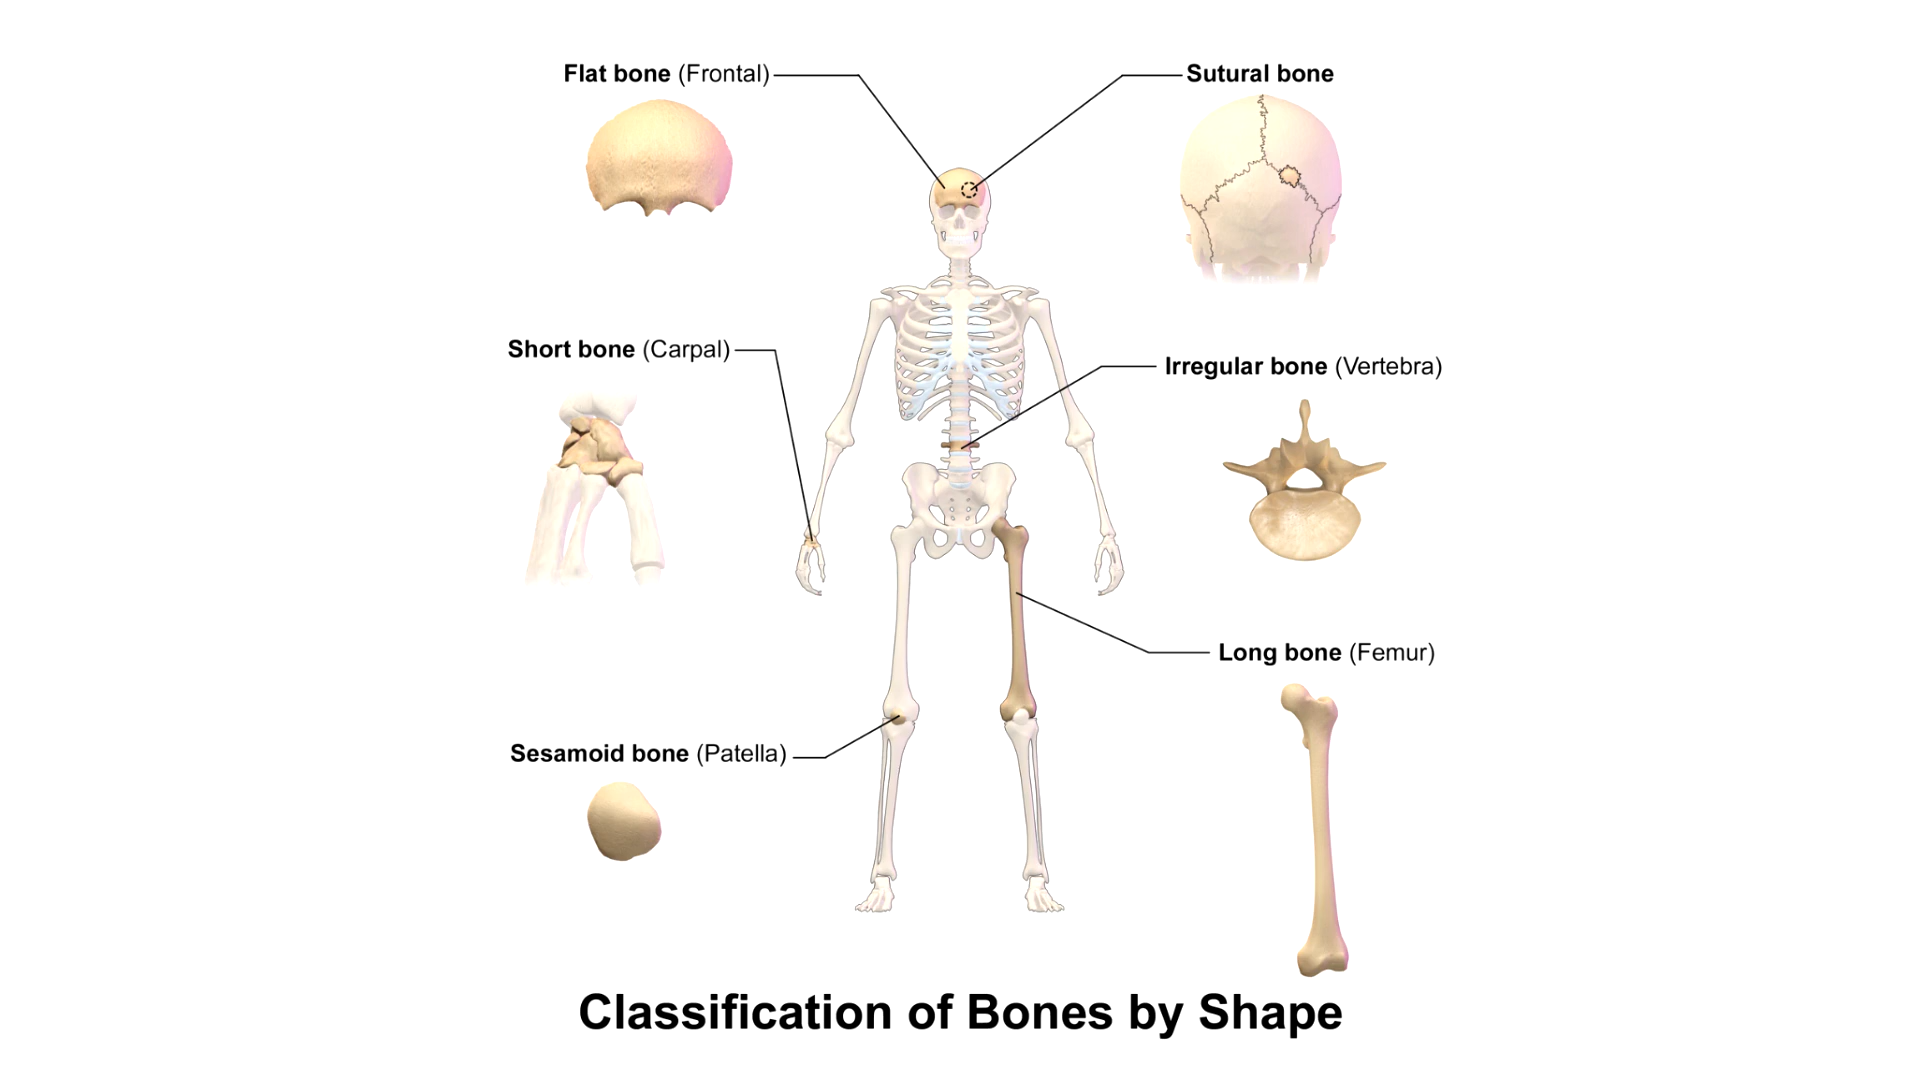 Flat bone (Frontal)
Sutural bone
Short bone (Carpal)
Irregular bone (Vertebra)
Long bone (Femur)
Sesamoid bone (Patella)
Classification of Bones by Shape